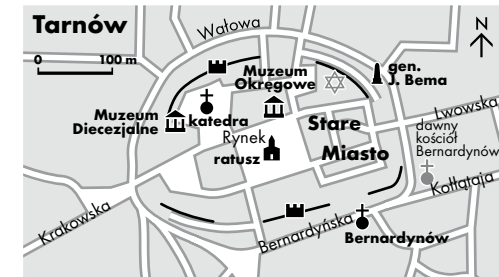 Tarnów
Wałowa
N
0 100 m
Muzeum
Okręgowe
gen.
J. Bema
Muzeum
Diecezjalne
katedra
Lwowska
Stare
Miasto
dawny
kościół
Bernardynów
Rynek
ratusz
Kołłątaja
Krakowska
Bernardyńska
Bernardynów